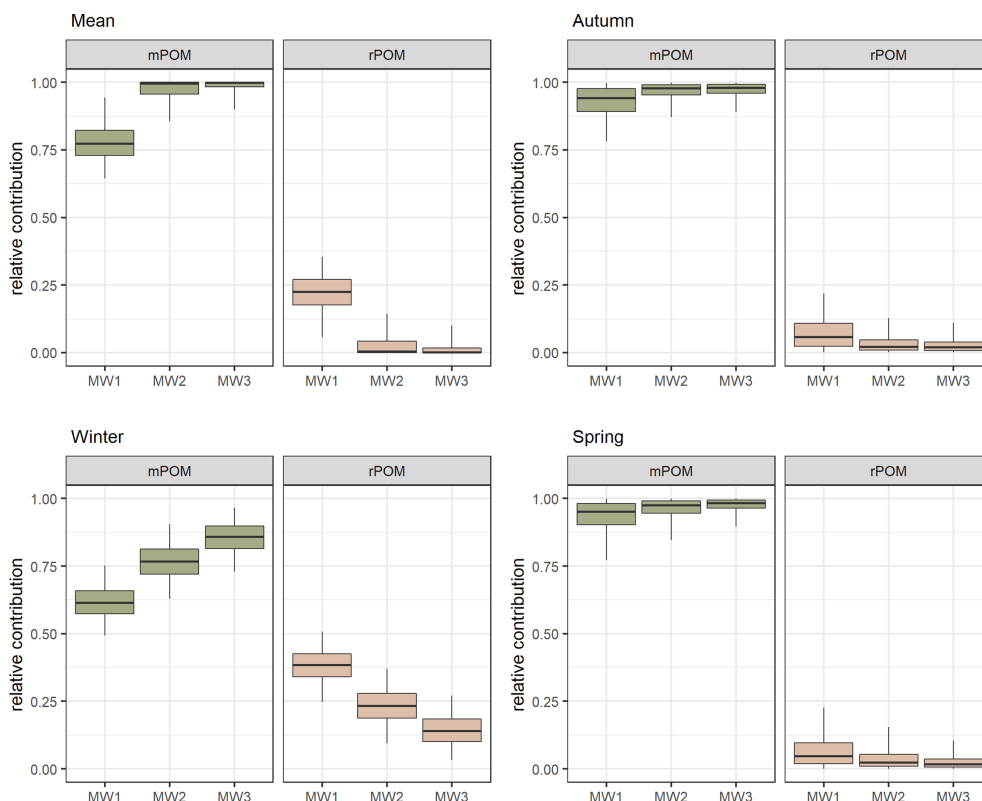 Mean
mPOM rPOM
relative contribution
1.00
0.75
0.50
0.25
0.00
MW1 MW2 MW3 MW1 MW2 MW3
Autumn
mPOM rPOM
relative contribution
1.00
0.75
0.50
0.25
0.00
MW1 MW2 MW3 MW1 MW2 MW3
Winter
mPOM rPOM
relative contribution
1.00
0.75
0.50
0.25
0.00
MW1 MW2 MW3 MW1 MW2 MW3
Spring
mPOM rPOM
relative contribution
1.00
0.75
0.50
0.25
0.00
MW1 MW2 MW3 MW1 MW2 MW3